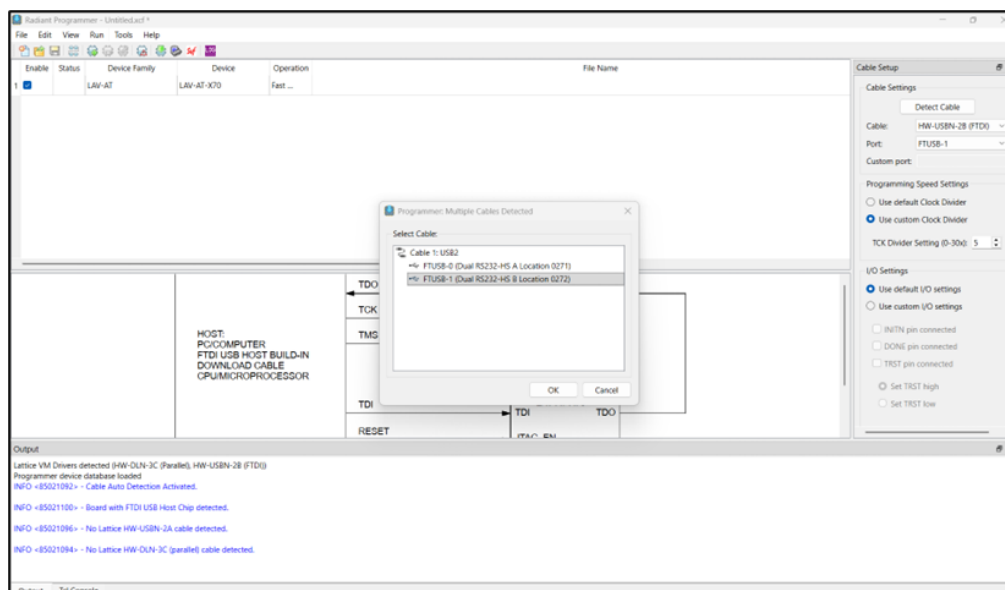 Radiant Programmer - Untitled.xcf *
File Edit View Run Tools Help
Enable Status Device Family Device Operation File Name
1 LAV-AT LAV-AT-X70 Fast ...
Cable Setup
Cable Settings
Detect Cable
Cable: HW-USBN-2B (FTDI)
Port: FTUSB-1
Custom port:
Programming Speed Settings
Use default Clock Divider
Use custom Clock Divider
TCK Divider Setting (0-30x): 5
I/O Settings
Use default I/O settings
Use custom I/O settings
INITN pin connected
DONE pin connected
TRST pin connected
Set TRST high
Set TRST low
Programmer: Multiple Cables Detected
Select Cable:
Cable 1: USB2
FTUSB-0 (Dual RS232-HS A Location 0271)
FTUSB-1 (Dual RS232-HS B Location 0272)
OK Cancel
HOST:
PC/COMPUTER
FTDI USB HOST BUILD-IN
DOWNLOAD CABLE
CPU/MICROPROCESSOR
TDO
TCK
TMS
TDI
RESET
TDI TDO
Output
Lattice VM Drivers detected (HW-DLN-3C (Parallel), HW-USBN-2B (FTDI))
Programmer device database loaded
INFO <85021092> - Cable Auto Detection Activated.
INFO <85021100> - Board with FTDI USB Host Chip detected.
INFO <85021096> - No Lattice HW-USBN-2A cable detected.
INFO <85021094> - No Lattice HW-DLN-3C (parallel) cable detected.
Output Tcl Console